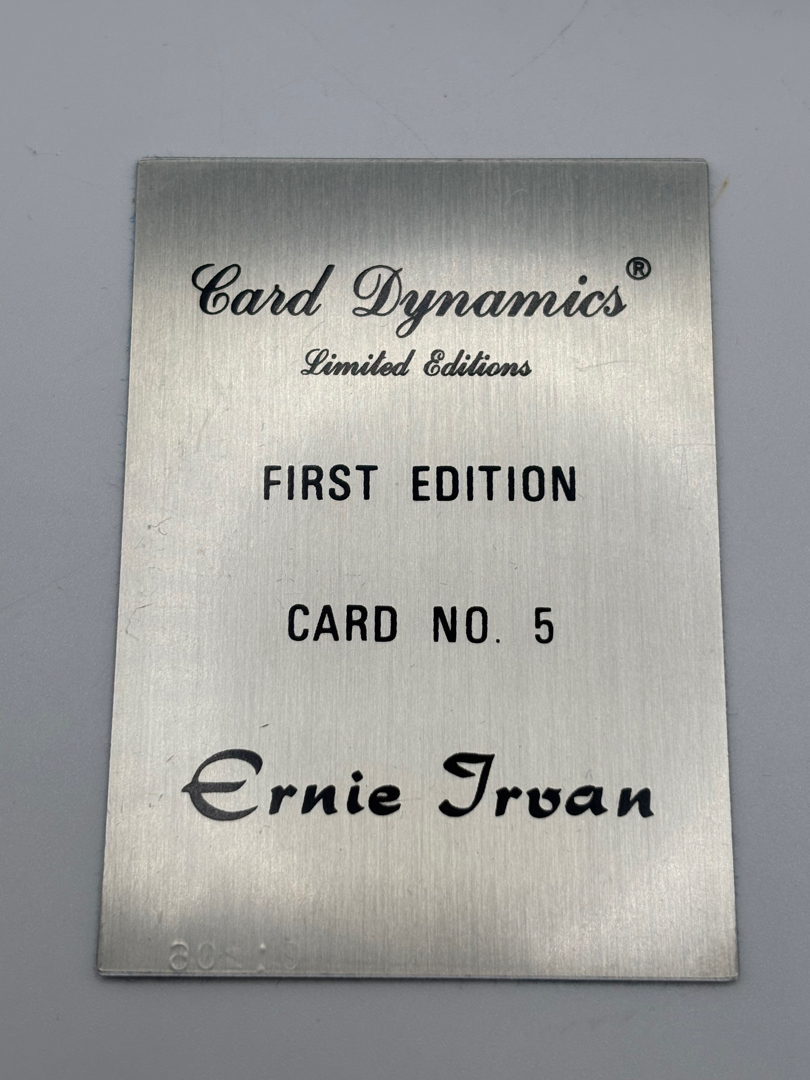 Card Dynamics®
Limited Editions
FIRST EDITION
CARD NO. 5
Ernie Irvan